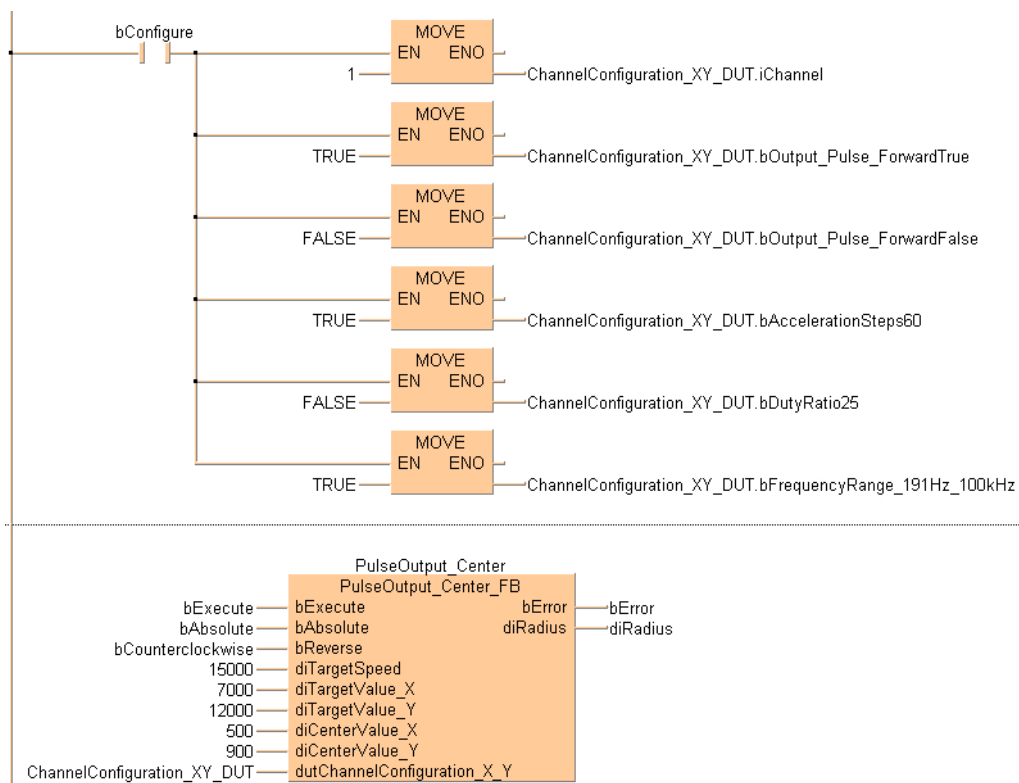 bConfigure
MOVE
EN ENO
1 ChannelConfiguration_XY_DUT.iChannel
MOVE
EN ENO
TRUE ChannelConfiguration_XY_DUT.bOutput_Pulse_ForwardTrue
MOVE
EN ENO
FALSE ChannelConfiguration_XY_DUT.bOutput_Pulse_ForwardFalse
MOVE
EN ENO
TRUE ChannelConfiguration_XY_DUT.bAccelerationSteps60
MOVE
EN ENO
FALSE ChannelConfiguration_XY_DUT.bDutyRatio25
MOVE
EN ENO
TRUE ChannelConfiguration_XY_DUT.bFrequencyRange_191Hz_100kHz
PulseOutput_Center
PulseOutput_Center_FB
bExecute bExecute bError bError
bAbsolute bAbsolute diRadius diRadius
bCounterclockwise bReverse
15000 diTargetSpeed
7000 diTargetValue_X
12000 diTargetValue_Y
500 diCenterValue_X
900 diCenterValue_Y
ChannelConfiguration_XY_DUT dutChannelConfiguration_X_Y